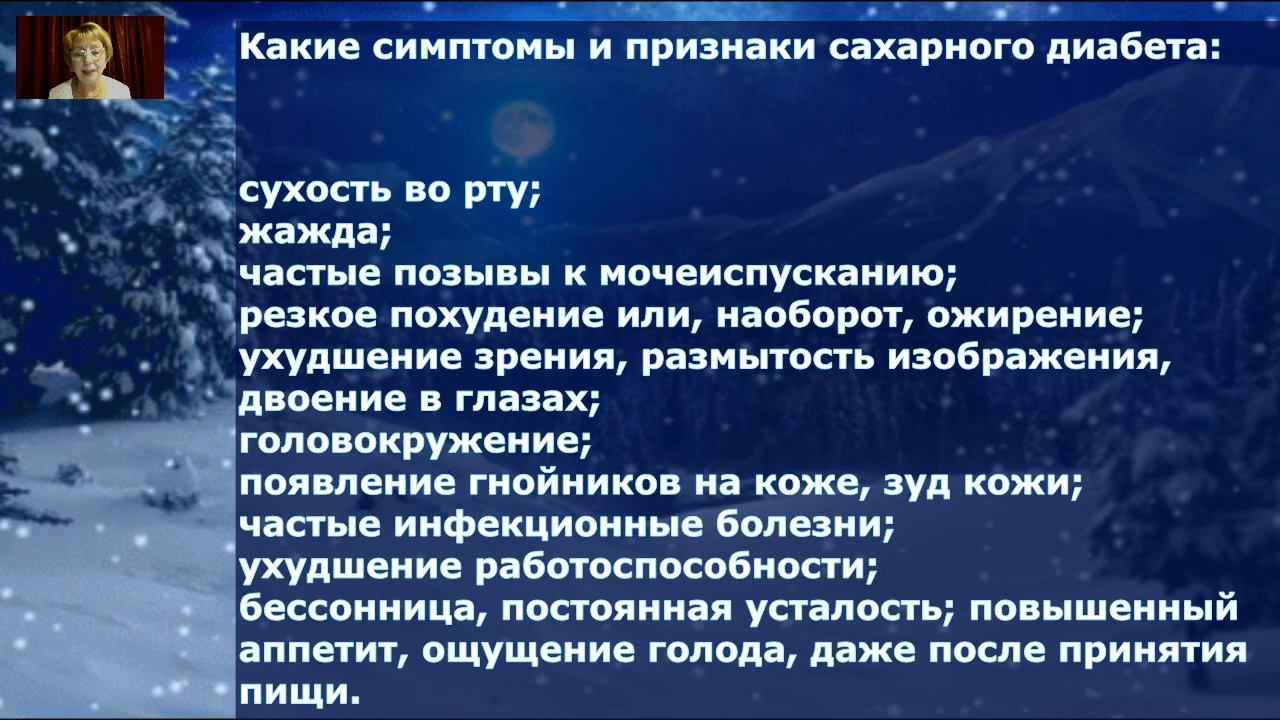 Какие симптомы и признаки сахарного диабета:
сухость во рту;
жажда;
частые позывы к мочеиспусканию;
резкое похудение или, наоборот, ожирение;
ухудшение зрения, размытость изображения,
двоение в глазах;
головокружение;
появление гнойников на коже, зуд кожи;
частые инфекционные болезни;
ухудшение работоспособности;
бессонница, постоянная усталость; повышенный
аппетит, ощущение голода, даже после принятия
пищи.